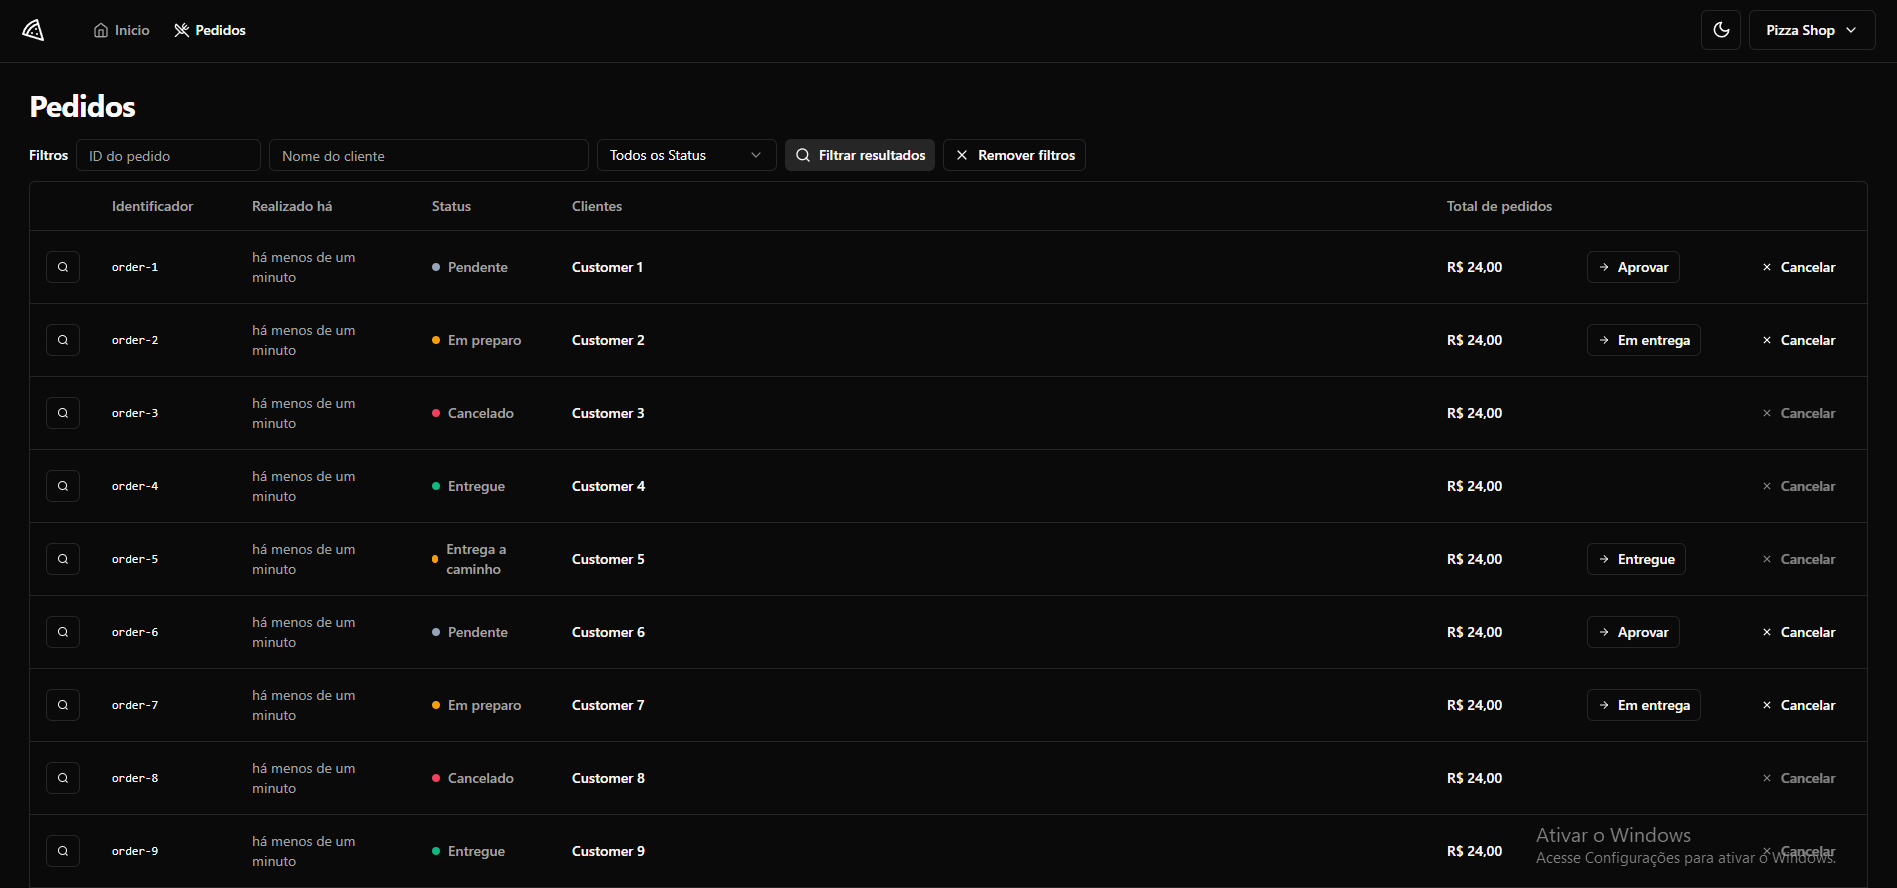 Inicio Pedidos Pizza Shop
Pedidos
Filtros ID do pedido Nome do cliente Todos os Status Filtrar resultados Remover filtros
Identificador Realizado há Status Clientes Total de pedidos
order-1 há menos de um minuto Pendente Customer 1 R$ 24,00 Aprovar Cancelar
order-2 há menos de um minuto Em preparo Customer 2 R$ 24,00 Em entrega Cancelar
order-3 há menos de um minuto Cancelado Customer 3 R$ 24,00 Cancelar
order-4 há menos de um minuto Entregue Customer 4 R$ 24,00 Cancelar
order-5 há menos de um minuto Entrega a caminho Customer 5 R$ 24,00 Entregue Cancelar
order-6 há menos de um minuto Pendente Customer 6 R$ 24,00 Aprovar Cancelar
order-7 há menos de um minuto Em preparo Customer 7 R$ 24,00 Em entrega Cancelar
order-8 há menos de um minuto Cancelado Customer 8 R$ 24,00 Cancelar
order-9 há menos de um minuto Entregue Customer 9 R$ 24,00 Cancelar
Ativar o Windows
Acesse Configurações para ativar o Windows.